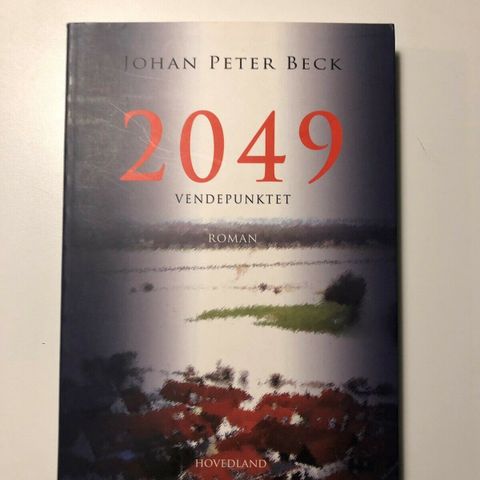 JOHAN PETER BECK
2049
VENDEPUNKTET
ROMAN
HOVEDLAND